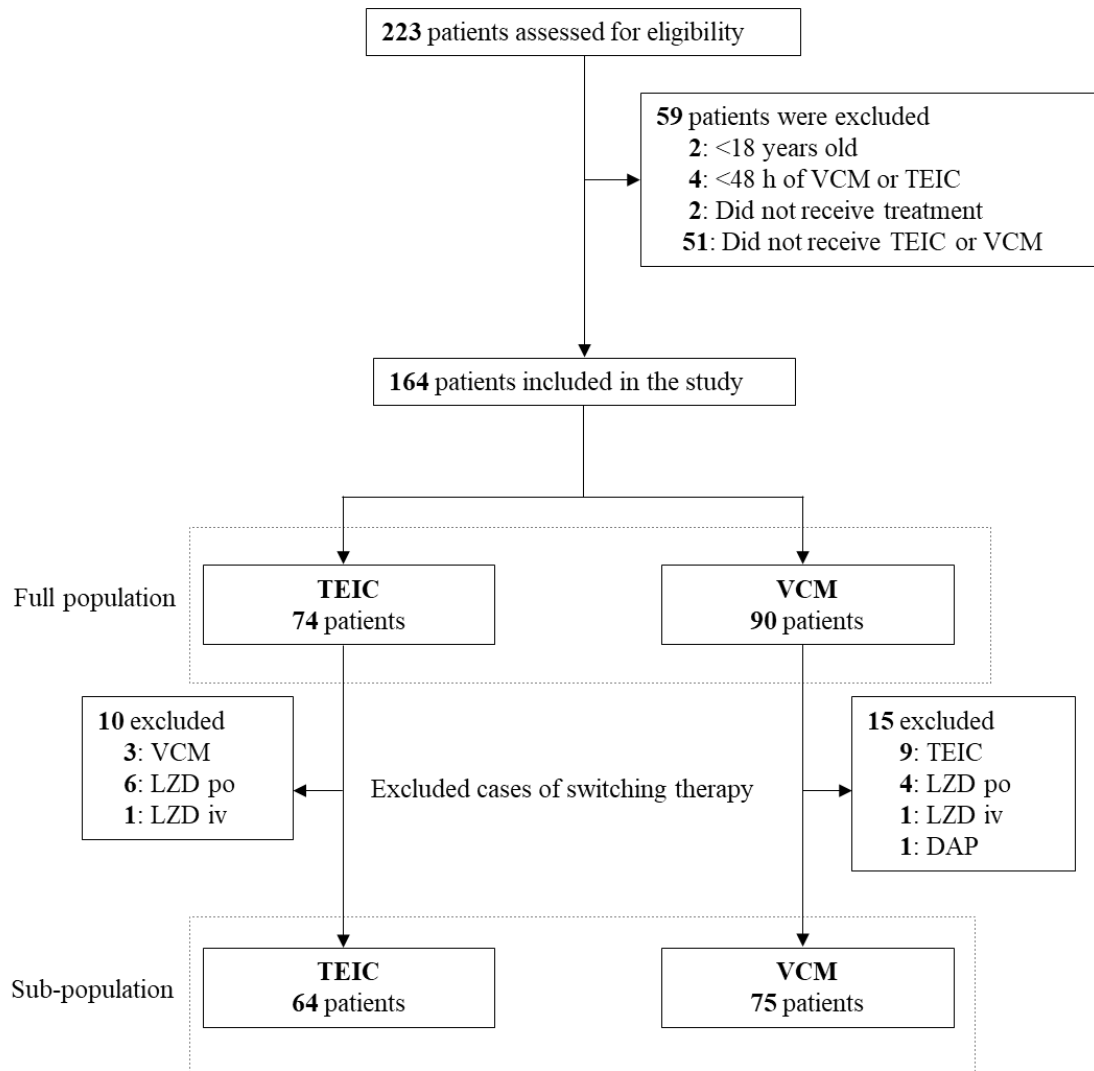 223 patients assessed for eligibility
59 patients were excluded
2: <18 years old
4: <48 h of VCM or TEIC
2: Did not receive treatment
51: Did not receive TEIC or VCM
164 patients included in the study
Full population
TEIC
74 patients
VCM
90 patients
10 excluded
3: VCM
6: LZD po
1: LZD iv
Excluded cases of switching therapy
15 excluded
9: TEIC
4: LZD po
1: LZD iv
1: DAP
Sub-population
TEIC
64 patients
VCM
75 patients